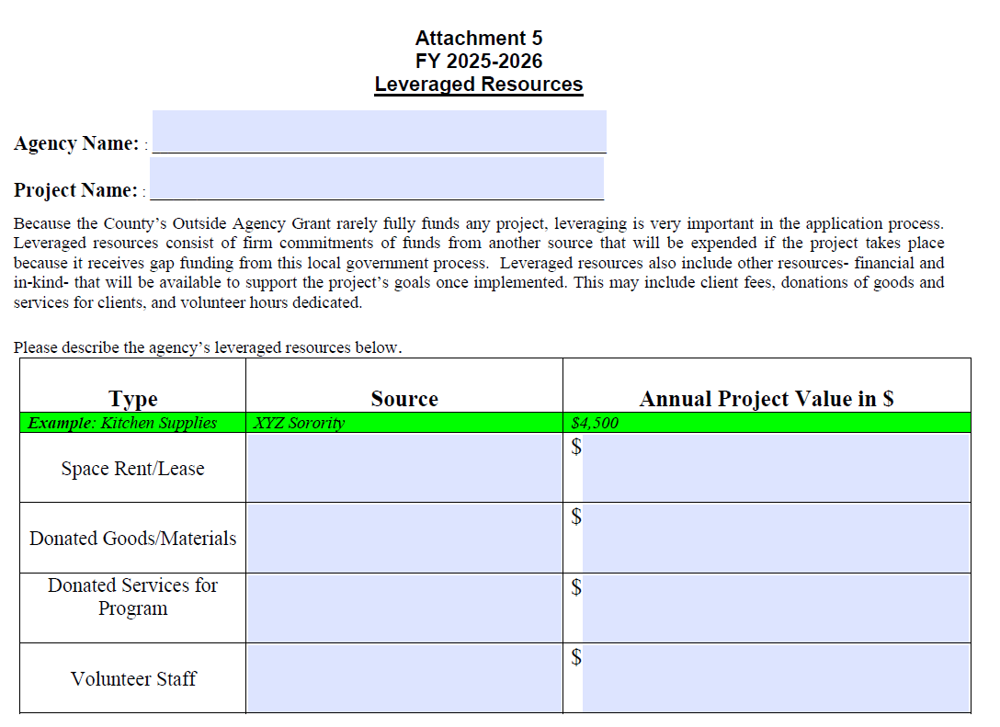 Attachment 5
FY 2025-2026
Leveraged Resources
Agency Name: :
Project Name: :
Because the County’s Outside Agency Grant rarely fully funds any project, leveraging is very important in the application process.
Leveraged resources consist of firm commitments of funds from another source that will be expended if the project takes place
because it receives gap funding from this local government process.  Leveraged resources also include other resources- financial and
in-kind- that will be available to support the project’s goals once implemented. This may include client fees, donations of goods and
services for clients, and volunteer hours dedicated.
Please describe the agency’s leveraged resources below.
Type Source Annual Project Value in $
Example: Kitchen Supplies XYZ Sorority $4,500
Space Rent/Lease $
Donated Goods/Materials $
Donated Services for $
Program
Volunteer Staff $